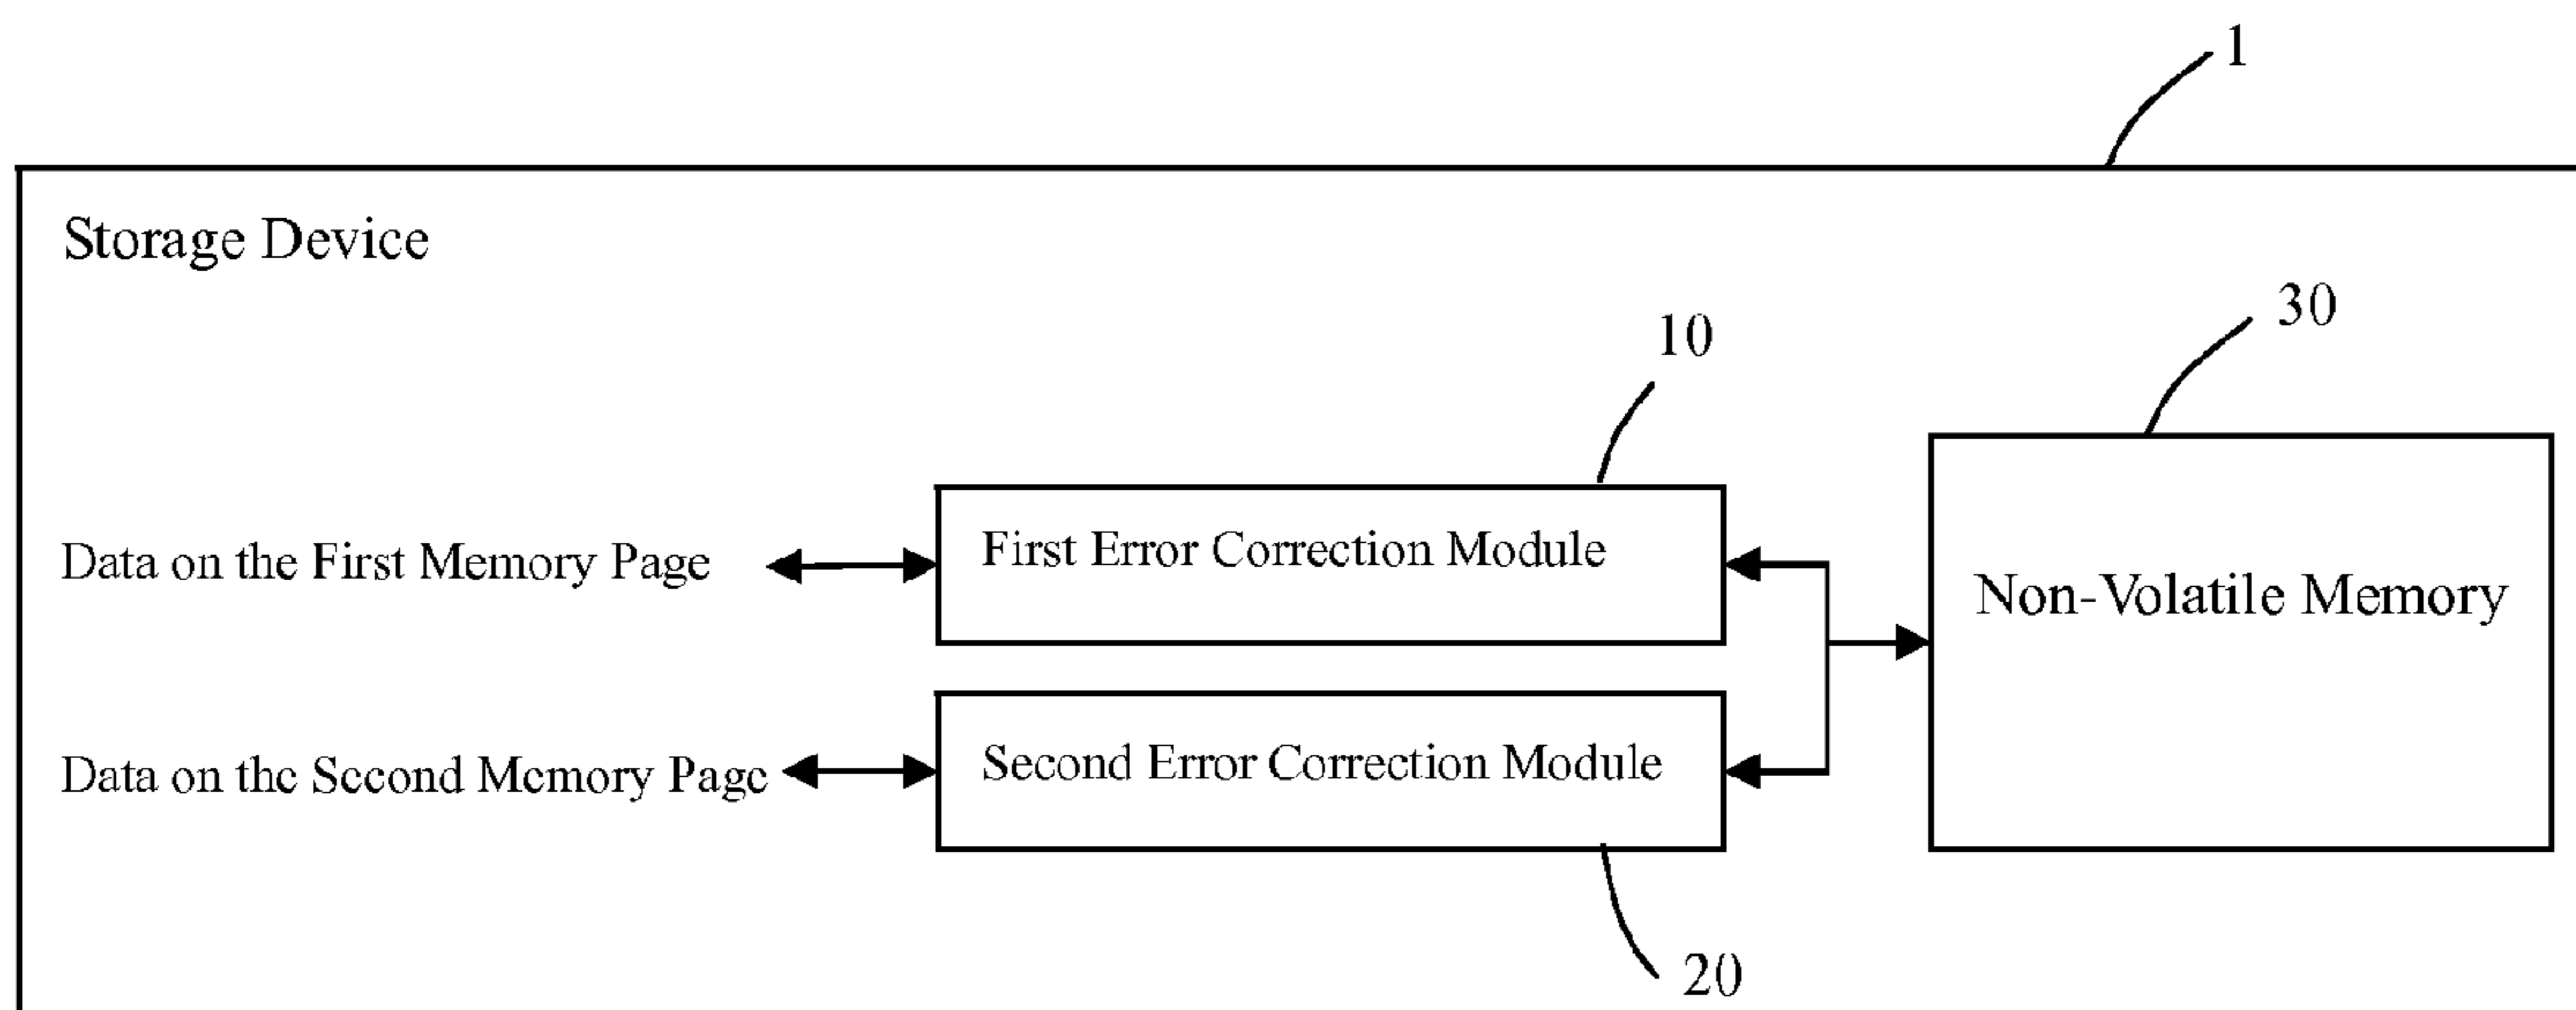 1
Storage Device
30
10
First Error Correction Module
Data on the First Memory Page
Non-Volatile Memory
Second Error Correction Module
Data on the Second Memory Page
20